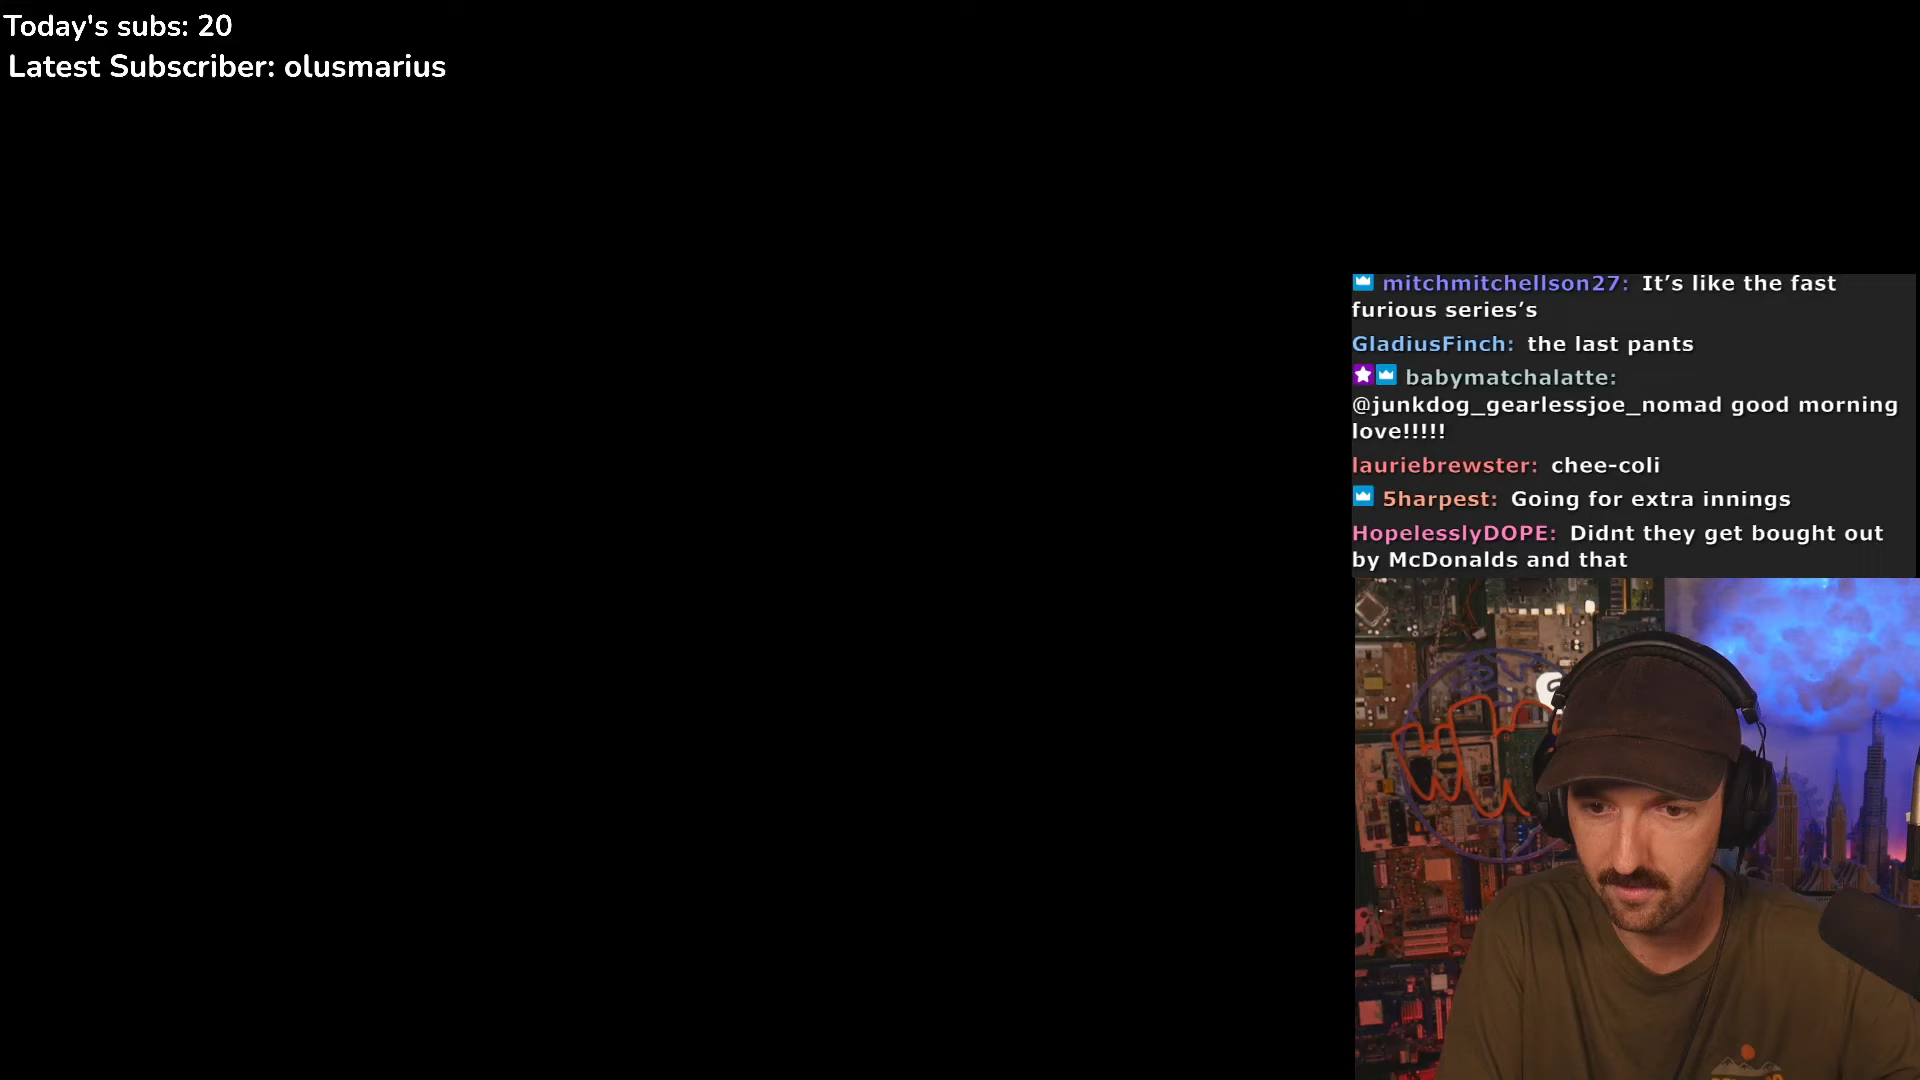 Today's subs: 20
Latest Subscriber: olusmarius
mitchmitchellson27: It’s like the fast
furious series’s
GladiusFinch: the last pants
babymatchalatte:
@junkdog_gearlessjoe_nomad good morning
love!!!!!
lauriebrewster: chee-coli
5harpest: Going for extra innings
HopelesslyDOPE: Didnt they get bought out
by McDonalds and that